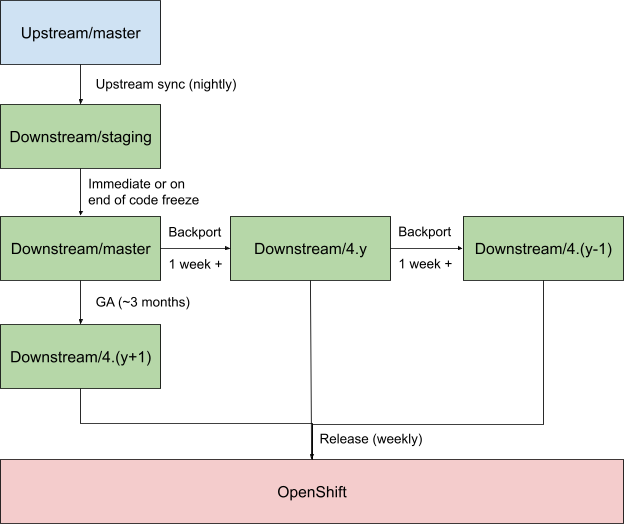 Upstream/master
Upstream sync (nightly)
Downstream/staging
Immediate or on
end of code freeze
Downstream/master
Backport
1 week +
Downstream/4.y
Backport
1 week +
Downstream/4.(y-1)
GA (~3 months)
Downstream/4.(y+1)
Release (weekly)
OpenShift